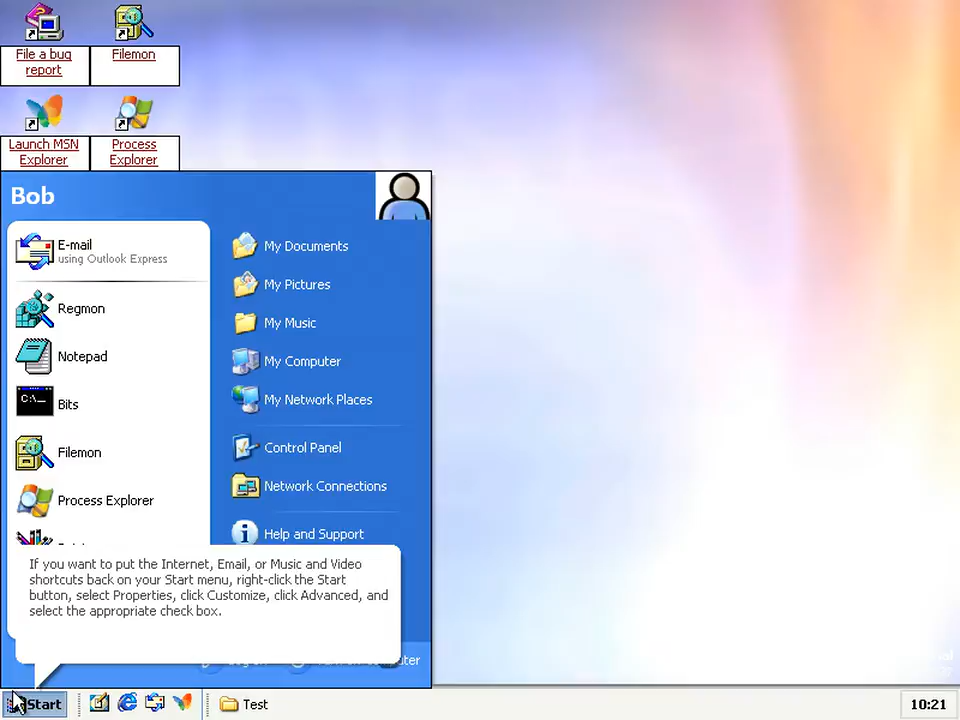 File a bug
report
Filemon
Launch MSN
Explorer
Process
Explorer
Bob
E-mail
using Outlook Express
Regmon
Notepad
C:\_
Bits
Filemon
Process Explorer
My Documents
My Pictures
My Music
My Computer
My Network Places
Control Panel
Network Connections
Help and Support
If you want to put the Internet, Email, or Music and Video
shortcuts back on your Start menu, right-click the Start
button, select Properties, click Customize, click Advanced, and
select the appropriate check box.
Start
Test
10:21